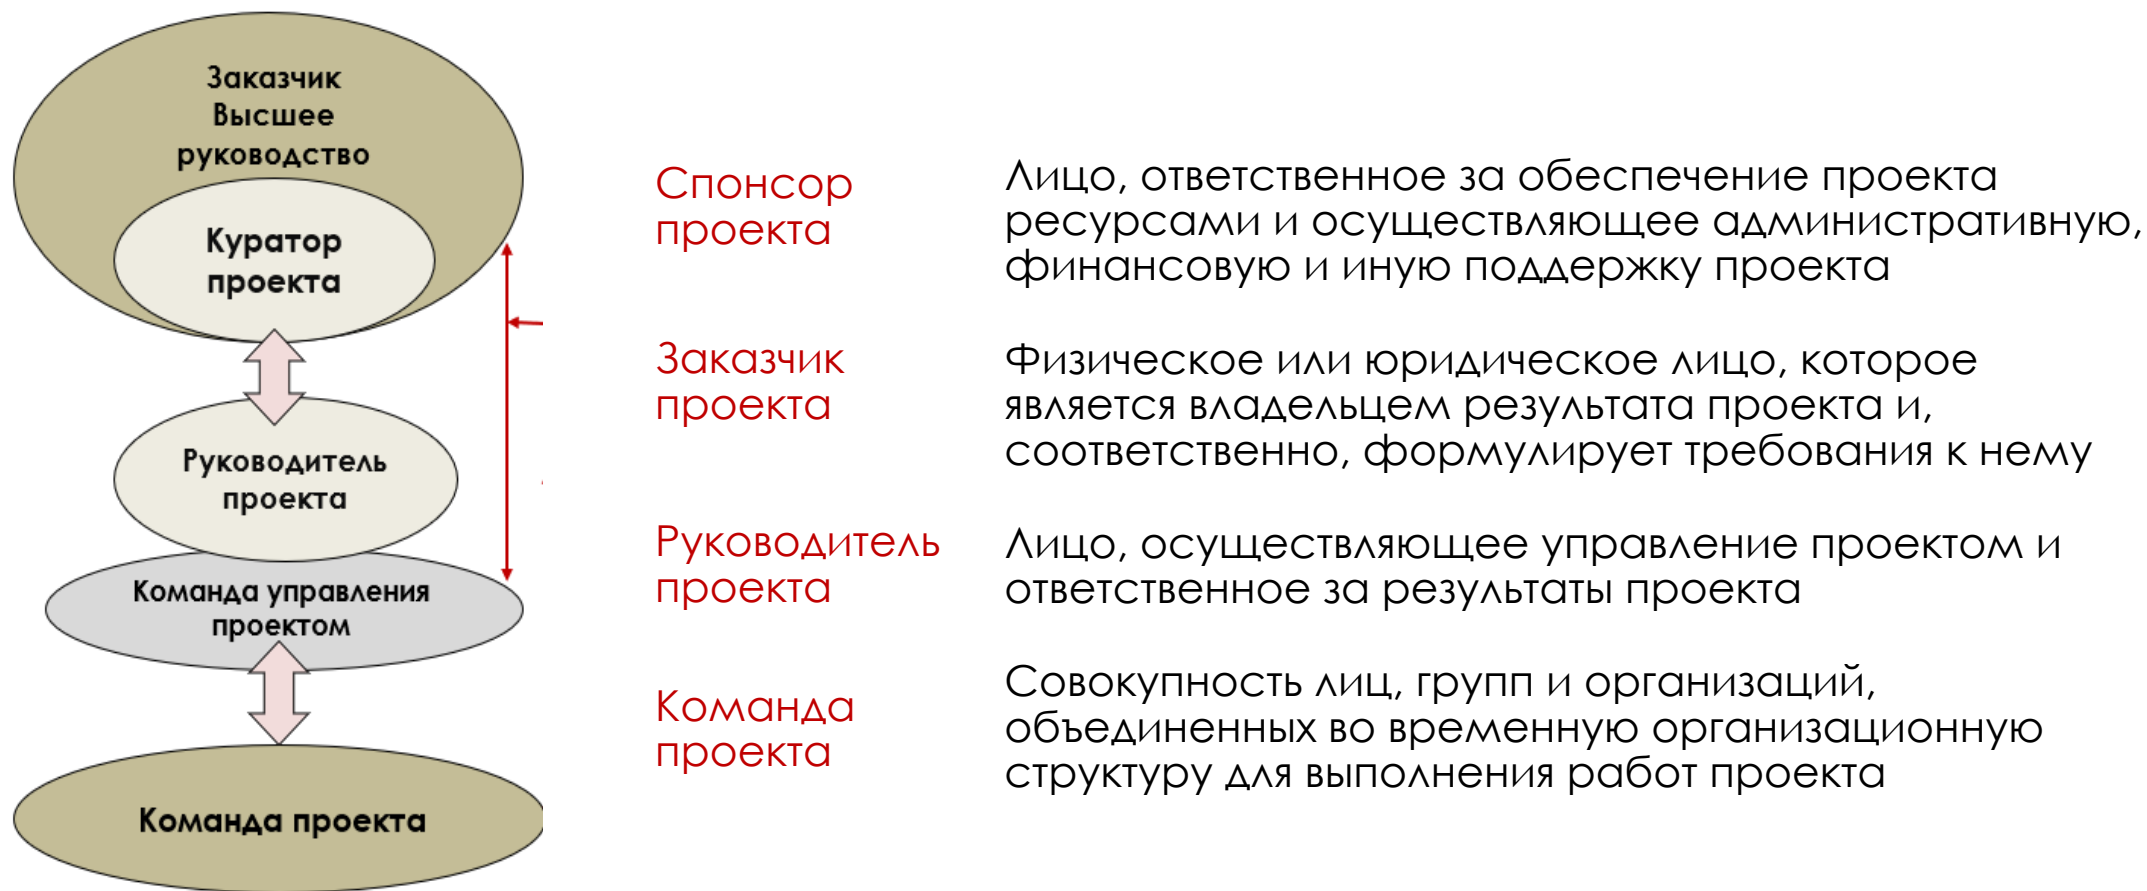 Заказчик
Высшее
руководство
Куратор
проекта
Руководитель
проекта
Команда управления
проектом
Команда проекта
Спонсор
проекта
Лицо, ответственное за обеспечение проекта
ресурсами и осуществляющее административную,
финансовую и иную поддержку проекта
Заказчик
проекта
Физическое или юридическое лицо, которое
является владельцем результата проекта и,
соответственно, формулирует требования к нему
Руководитель
проекта
Лицо, осуществляющее управление проектом и
ответственное за результаты проекта
Команда
проекта
Совокупность лиц, групп и организаций,
объединенных во временную организационную
структуру для выполнения работ проекта